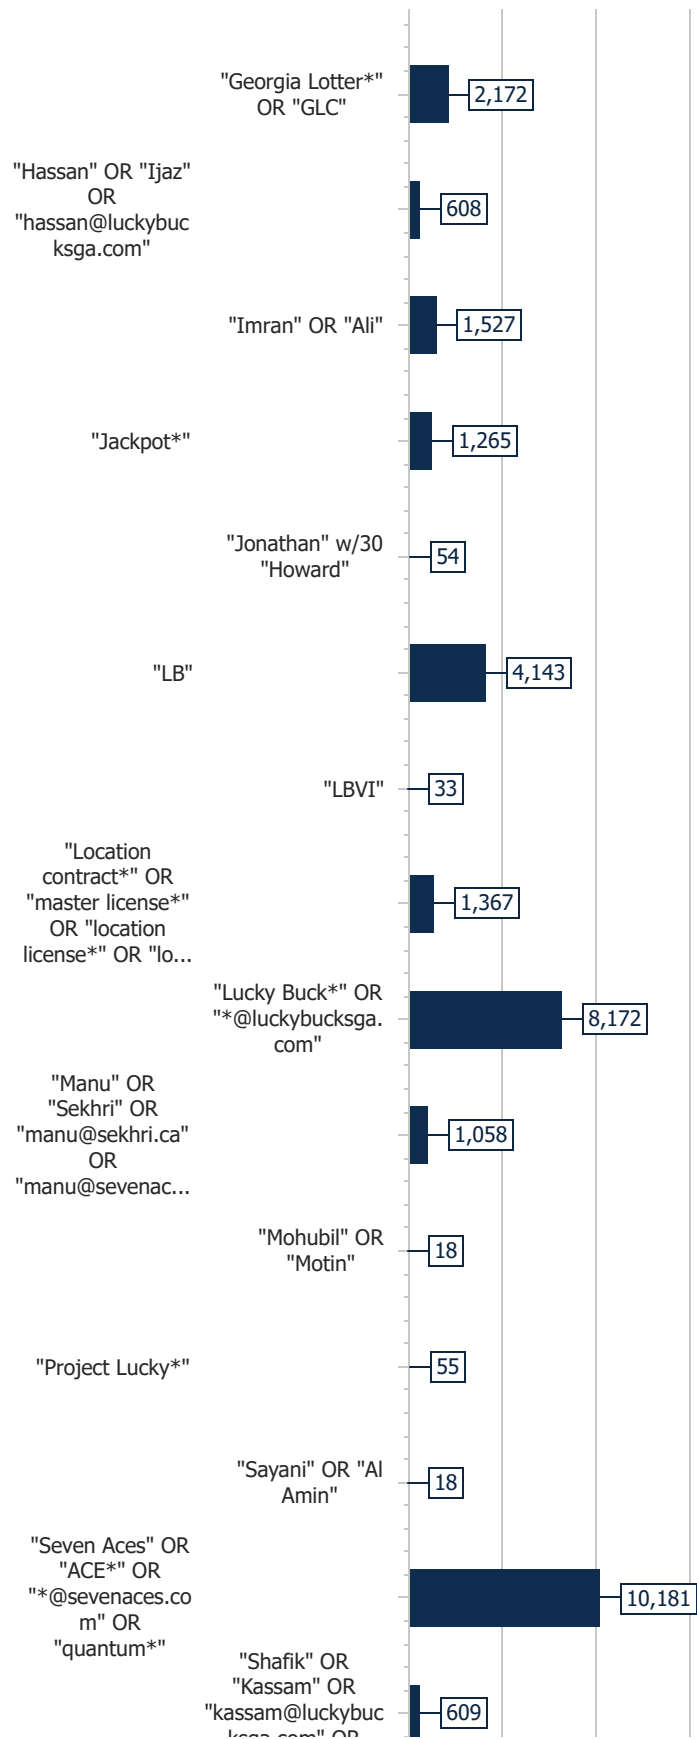 "Georgia Lotter*"
OR "GLC"
2,172
"Hassan" OR "Ijaz"
OR
"hassan@luckybuc
ksga.com"
608
"Imran" OR "Ali"
1,527
"Jackpot*"
1,265
"Jonathan" w/30
"Howard"
54
"LB"
4,143
"LBVI"
33
"Location
contract*" OR
"master license*"
OR "location
license*" OR "lo...
1,367
"Lucky Buck*" OR
"*@luckybucksga.
com"
8,172
"Manu" OR
"Sekhri" OR
"manu@sekhri.ca"
OR
"manu@sevenac...
1,058
"Mohubil" OR
"Motin"
18
"Project Lucky*"
55
"Sayani" OR "Al
Amin"
18
"Seven Aces" OR
"ACE*" OR
"*@sevenaces.co
m" OR
"quantum*"
10,181
"Shafik" OR
"Kassam" OR
"kassam@luckybuc
ksga.com" OR
609